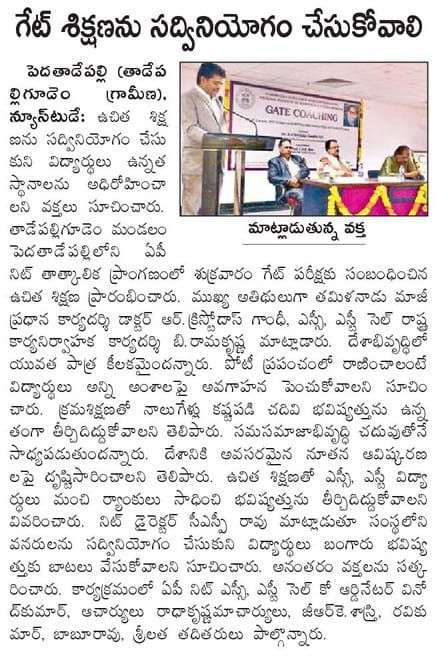 గేట్ శిక్షణను సద్వినియోగం చేసుకోవాలి
పెదతాడేపల్లి (తాడేప
ల్లిగూడెం (గ్రామీణ),
న్యూస్‌టుడే: ఉచిత శిక్ష
ణను సద్వినియోగం చేసు
కుని విద్యార్థులు ఉన్నత
స్థానాలను అధిరోహించా
లని వక్తలు సూచించారు.
తాడేపల్లిగూడెం మండలం
పెదతాడేపల్లిలోని ఏపీ
GATE COACHING
మాట్లాడుతున్న వక్త
నిట్ తాత్కాలిక ప్రాంగణంలో శుక్రవారం గేట్ పరీక్షకు సంబంధించిన
ఉచిత శిక్షణ ప్రారంభించారు. ముఖ్య అతిథులుగా తమిళనాడు మాజీ
ప్రధాన కార్యదర్శి డాక్టర్ ఆర్.క్రిస్టోదాస్ గాంధీ, ఎస్సీ, ఎస్టీ సెల్ రాష్ట్ర
కార్యనిర్వాహక కార్యదర్శి బి.రామకృష్ణ మాట్లాడారు. దేశాభివృద్ధిలో
యువత పాత్ర కీలకమైందన్నారు. పోటీ ప్రపంచంలో రాణించాలంటే
విద్యార్థులు అన్ని అంశాలపై అవగాహన పెంచుకోవాలని సూచిం
చారు. క్రమశిక్షణతో నాలుగేళ్లు కష్టపడి చదివి భవిష్యత్తును ఉన్న
తంగా తీర్చిదిద్దుకోవాలని తెలిపారు. సమసమాజాభివృద్ధి చదువుతోనే
సాధ్యపడుతుందన్నారు. దేశానికి అవసరమైన నూతన ఆవిష్కరణ
లపై దృష్టిసారించాలని తెలిపారు. ఉచిత శిక్షణతో ఎస్సీ, ఎస్టీ విద్యా
ర్థులు మంచి ర్యాంకులు సాధించి భవిష్యత్తును తీర్చిదిద్దుకోవాలని
వివరించారు. నిట్ డైరెక్టర్ సీఎస్పీ రావు మాట్లాడుతూ సంస్థలోని
వనరులను సద్వినియోగం చేసుకుని విద్యార్థులు బంగారు భవిష్య
త్తుకు బాటలు వేసుకోవాలని సూచించారు. అనంతరం వక్తలను సత్క
రించారు. కార్యక్రమంలో ఏపీ నిట్ ఎస్సీ, ఎస్టీ సెల్ కో ఆర్డినేటర్ వినో
ద్‌కుమార్, ఆచార్యులు రాధాకృష్ణమాచార్యులు, జీఆర్‌కె.శాస్త్రి, రవికు
మార్, బాబూరావు, శ్రీలత తదితరులు పాల్గొన్నారు.